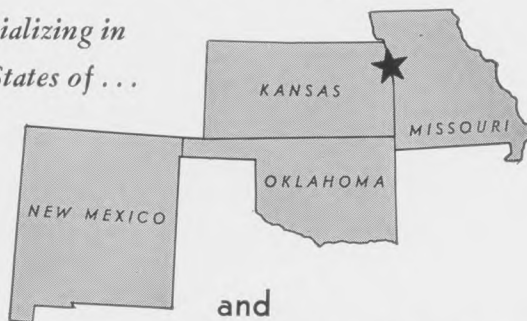 ializing in
States of ...
KANSAS
MISSOURI
OKLAHOMA
NEW MEXICO
and